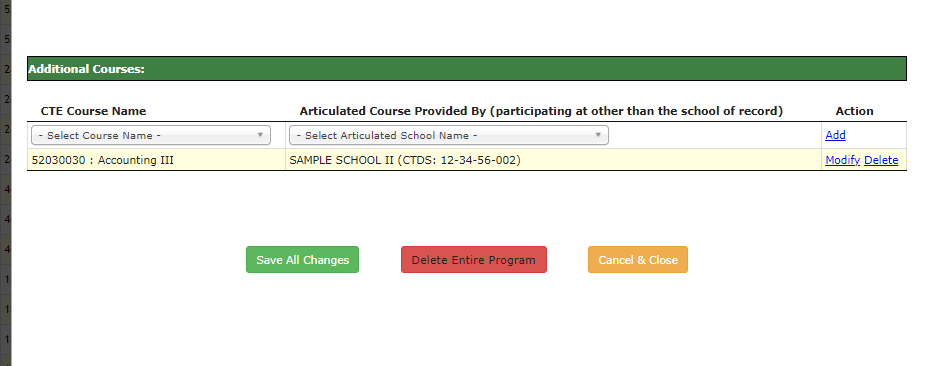 Additional Courses:
CTE Course Name Articulated Course Provided By (participating at other than the school of record) Action
- Select Course Name - - Select Articulated School Name - Add
52030030 : Accounting III SAMPLE SCHOOL II (CTDS: 12-34-56-002) Modify Delete
Save All Changes Delete Entire Program Cancel & Close